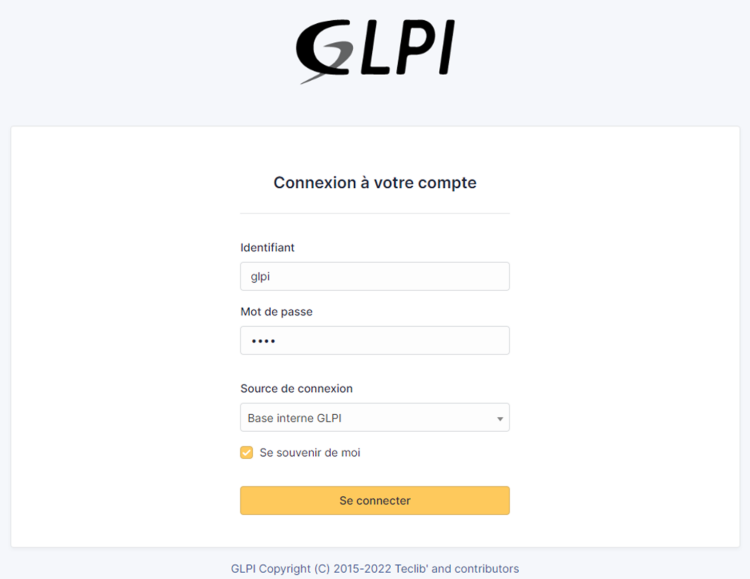 GLPI
Connexion à votre compte
Identifiant
glpi
Mot de passe
••••
Source de connexion
Base interne GLPI
Se souvenir de moi
Se connecter
GLPI Copyright (C) 2015-2022 Teclib' and contributors